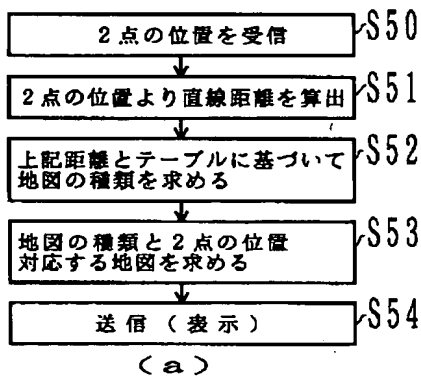 2点の位置を受信
S50
2点の位置より直線距離を算出
S51
上記距離とテーブルに基づいて
地図の種類を求める
S52
地図の種類と2点の位置
対応する地図を求める
S53
送信(表示)
S54
(a)